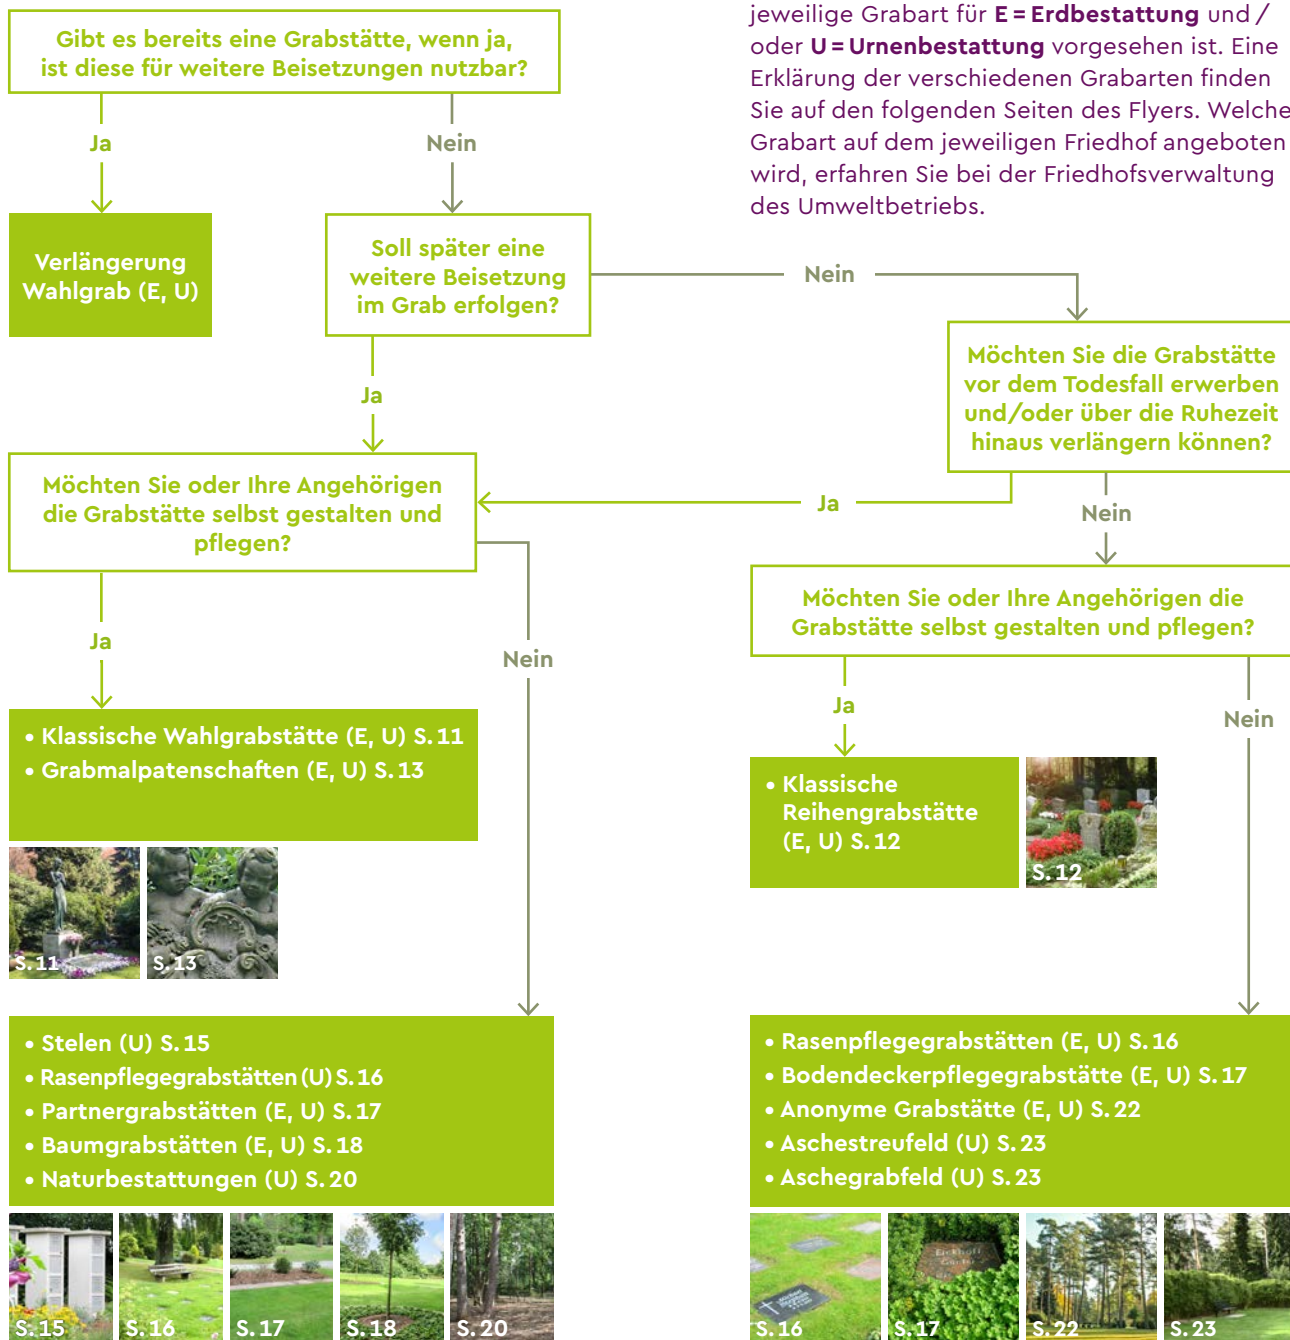 jeweilige Grabart für E = Erdbestattung und /
oder U = Urnenbestattung vorgesehen ist. Eine
Erklärung der verschiedenen Grabarten finden
Sie auf den folgenden Seiten des Flyers. Welche
Grabart auf dem jeweiligen Friedhof angeboten
wird, erfahren Sie bei der Friedhofsverwaltung
des Umweltbetriebs.
Gibt es bereits eine Grabstätte, wenn ja,
ist diese für weitere Beisetzungen nutzbar?
Ja
Nein
Verlängerung
Wahlgrab (E, U)
Soll später eine
weitere Beisetzung
im Grab erfolgen?
Nein
Ja
Möchten Sie die Grabstätte
vor dem Todesfall erwerben
und/oder über die Ruhezeit
hinaus verlängern können?
Ja
Nein
Möchten Sie oder Ihre Angehörigen
die Grabstätte selbst gestalten und
pflegen?
Ja
Nein
Möchten Sie oder Ihre Angehörigen die
Grabstätte selbst gestalten und pflegen?
Ja
Nein
• Klassische Wahlgrabstätte (E, U) S. 11
• Grabmalpatenschaften (E, U) S. 13
S. 11
S. 13
• Klassische
Reihengrabstätte
(E, U) S. 12
S. 12
• Stelen (U) S. 15
• Rasenpflegegrabstätten (U) S. 16
• Partnergrabstätten (E, U) S. 17
• Baumgrabstätten (E, U) S. 18
• Naturbestattungen (U) S. 20
S. 15
S. 16
S. 17
S. 18
S. 20
• Rasenpflegegrabstätten (E, U) S. 16
• Bodendeckerpflegegrabstätte (E, U) S. 17
• Anonyme Grabstätte (E, U) S. 22
• Aschestreufeld (U) S. 23
• Aschegrabfeld (U) S. 23
S. 16
Eickhoff
S. 17
S. 22
S. 23